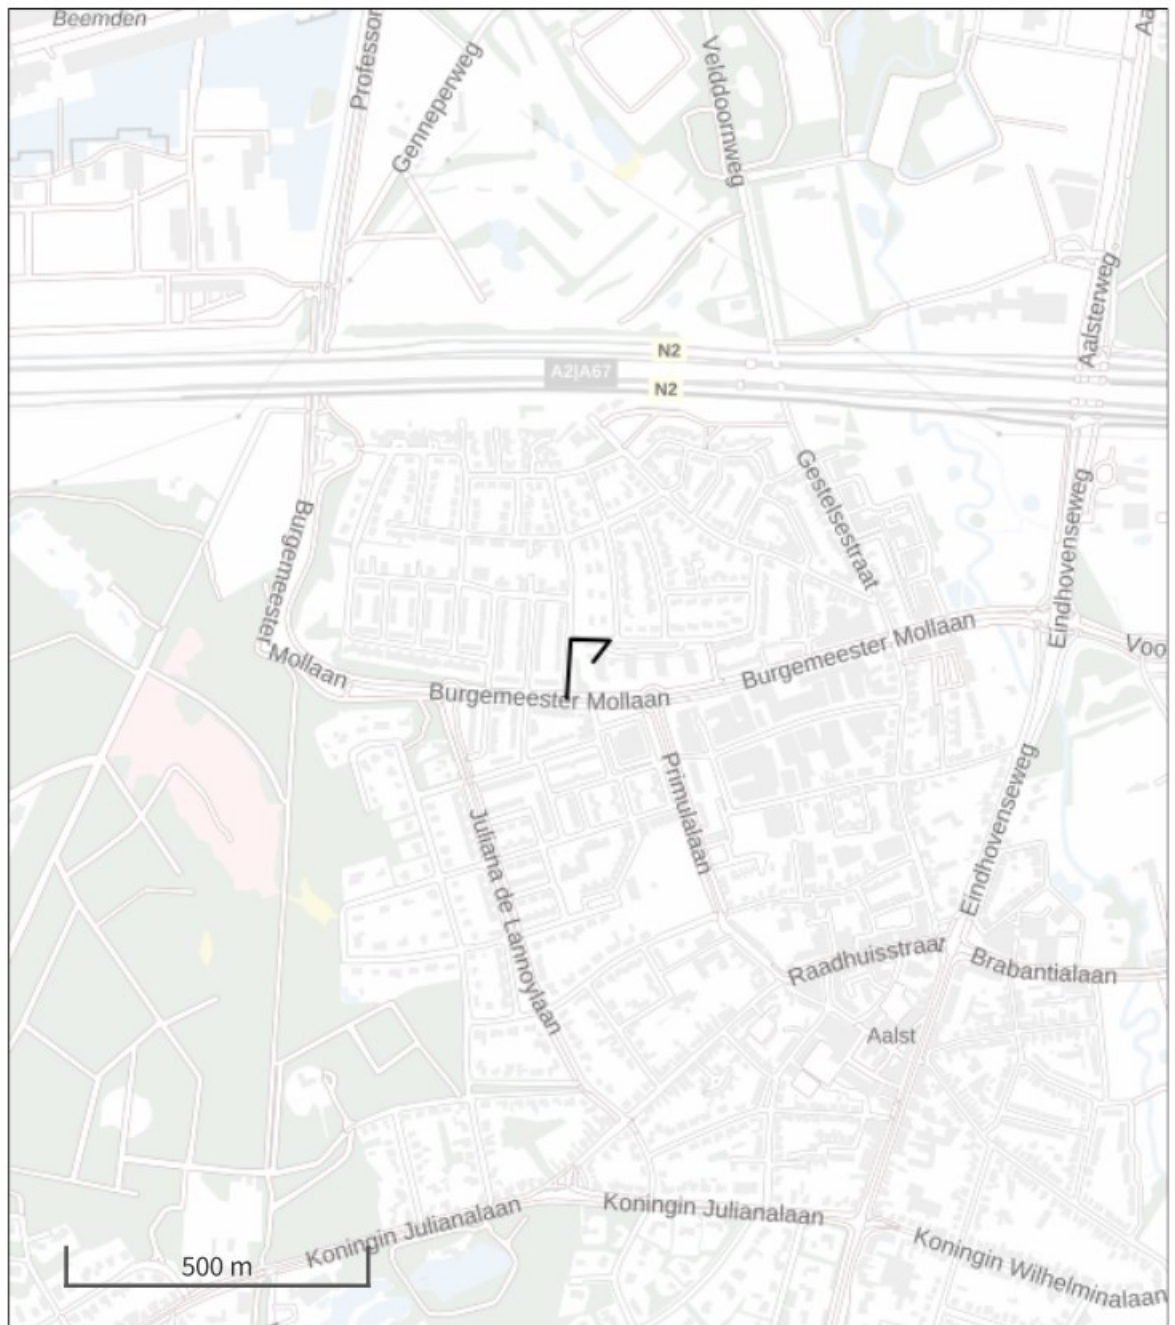 Beemden
Professor
Genneperweg
Velddoornweg
Aa
Aalsterweg
N2
A2|A67
N2
Gestelsestraat
Burgemeester
Mollaan
Eindhovenseweg
Burgemeester Mollaan
Burgemeester Mollaan
Voo
Primulalaan
Eindhovenseweg
Juliana de Lannoylaan
Raadhuisstraat
Brabantialaan
Aalst
Koningin Julianalaan
Koningin Julianalaan
Koningin Wilhelminalaan
500 m